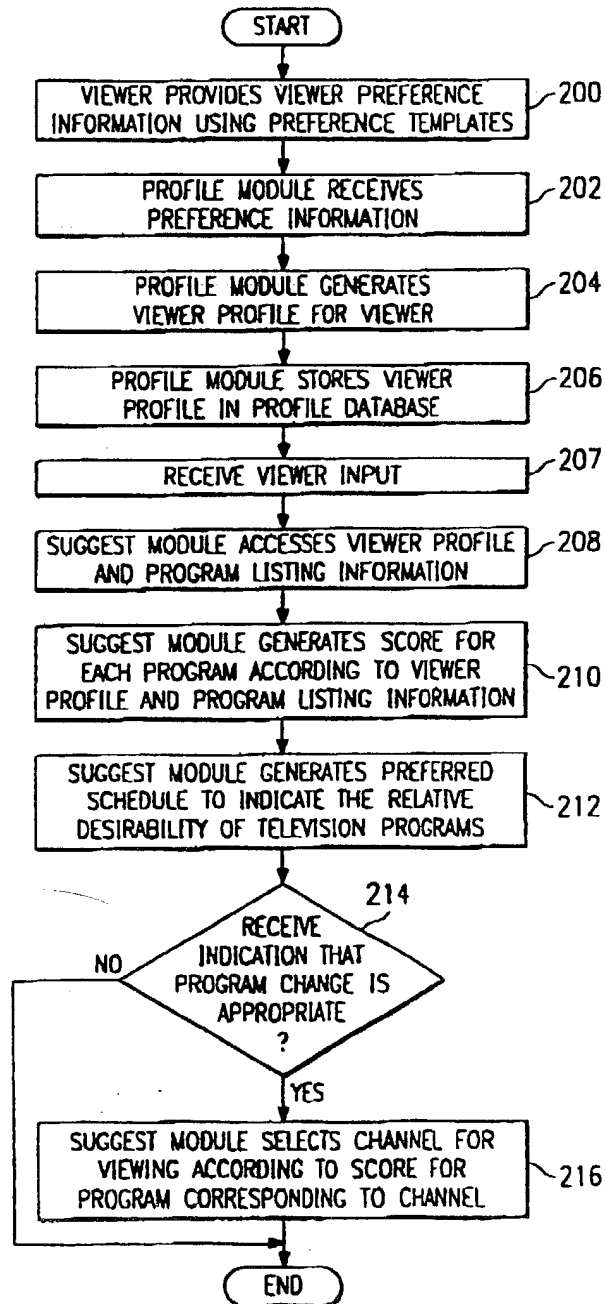 START
VIEWER PROVIDES VIEWER PREFERENCE
INFORMATION USING PREFERENCE TEMPLATES
200
PROFILE MODULE RECEIVES
PREFERENCE INFORMATION
202
PROFILE MODULE GENERATES
VIEWER PROFILE FOR VIEWER
204
PROFILE MODULE STORES VIEWER
PROFILE IN PROFILE DATABASE
206
RECEIVE VIEWER INPUT
207
SUGGEST MODULE ACCESSES VIEWER PROFILE
AND PROGRAM LISTING INFORMATION
208
SUGGEST MODULE GENERATES SCORE FOR
EACH PROGRAM ACCORDING TO VIEWER
PROFILE AND PROGRAM LISTING INFORMATION
210
SUGGEST MODULE GENERATES PREFERRED
SCHEDULE TO INDICATE THE RELATIVE
DESIRABILITY OF TELEVISION PROGRAMS
212
214
RECEIVE
INDICATION THAT
PROGRAM CHANGE IS
APPROPRIATE
?
NO
YES
SUGGEST MODULE SELECTS CHANNEL FOR
VIEWING ACCORDING TO SCORE FOR
PROGRAM CORRESPONDING TO CHANNEL
216
END